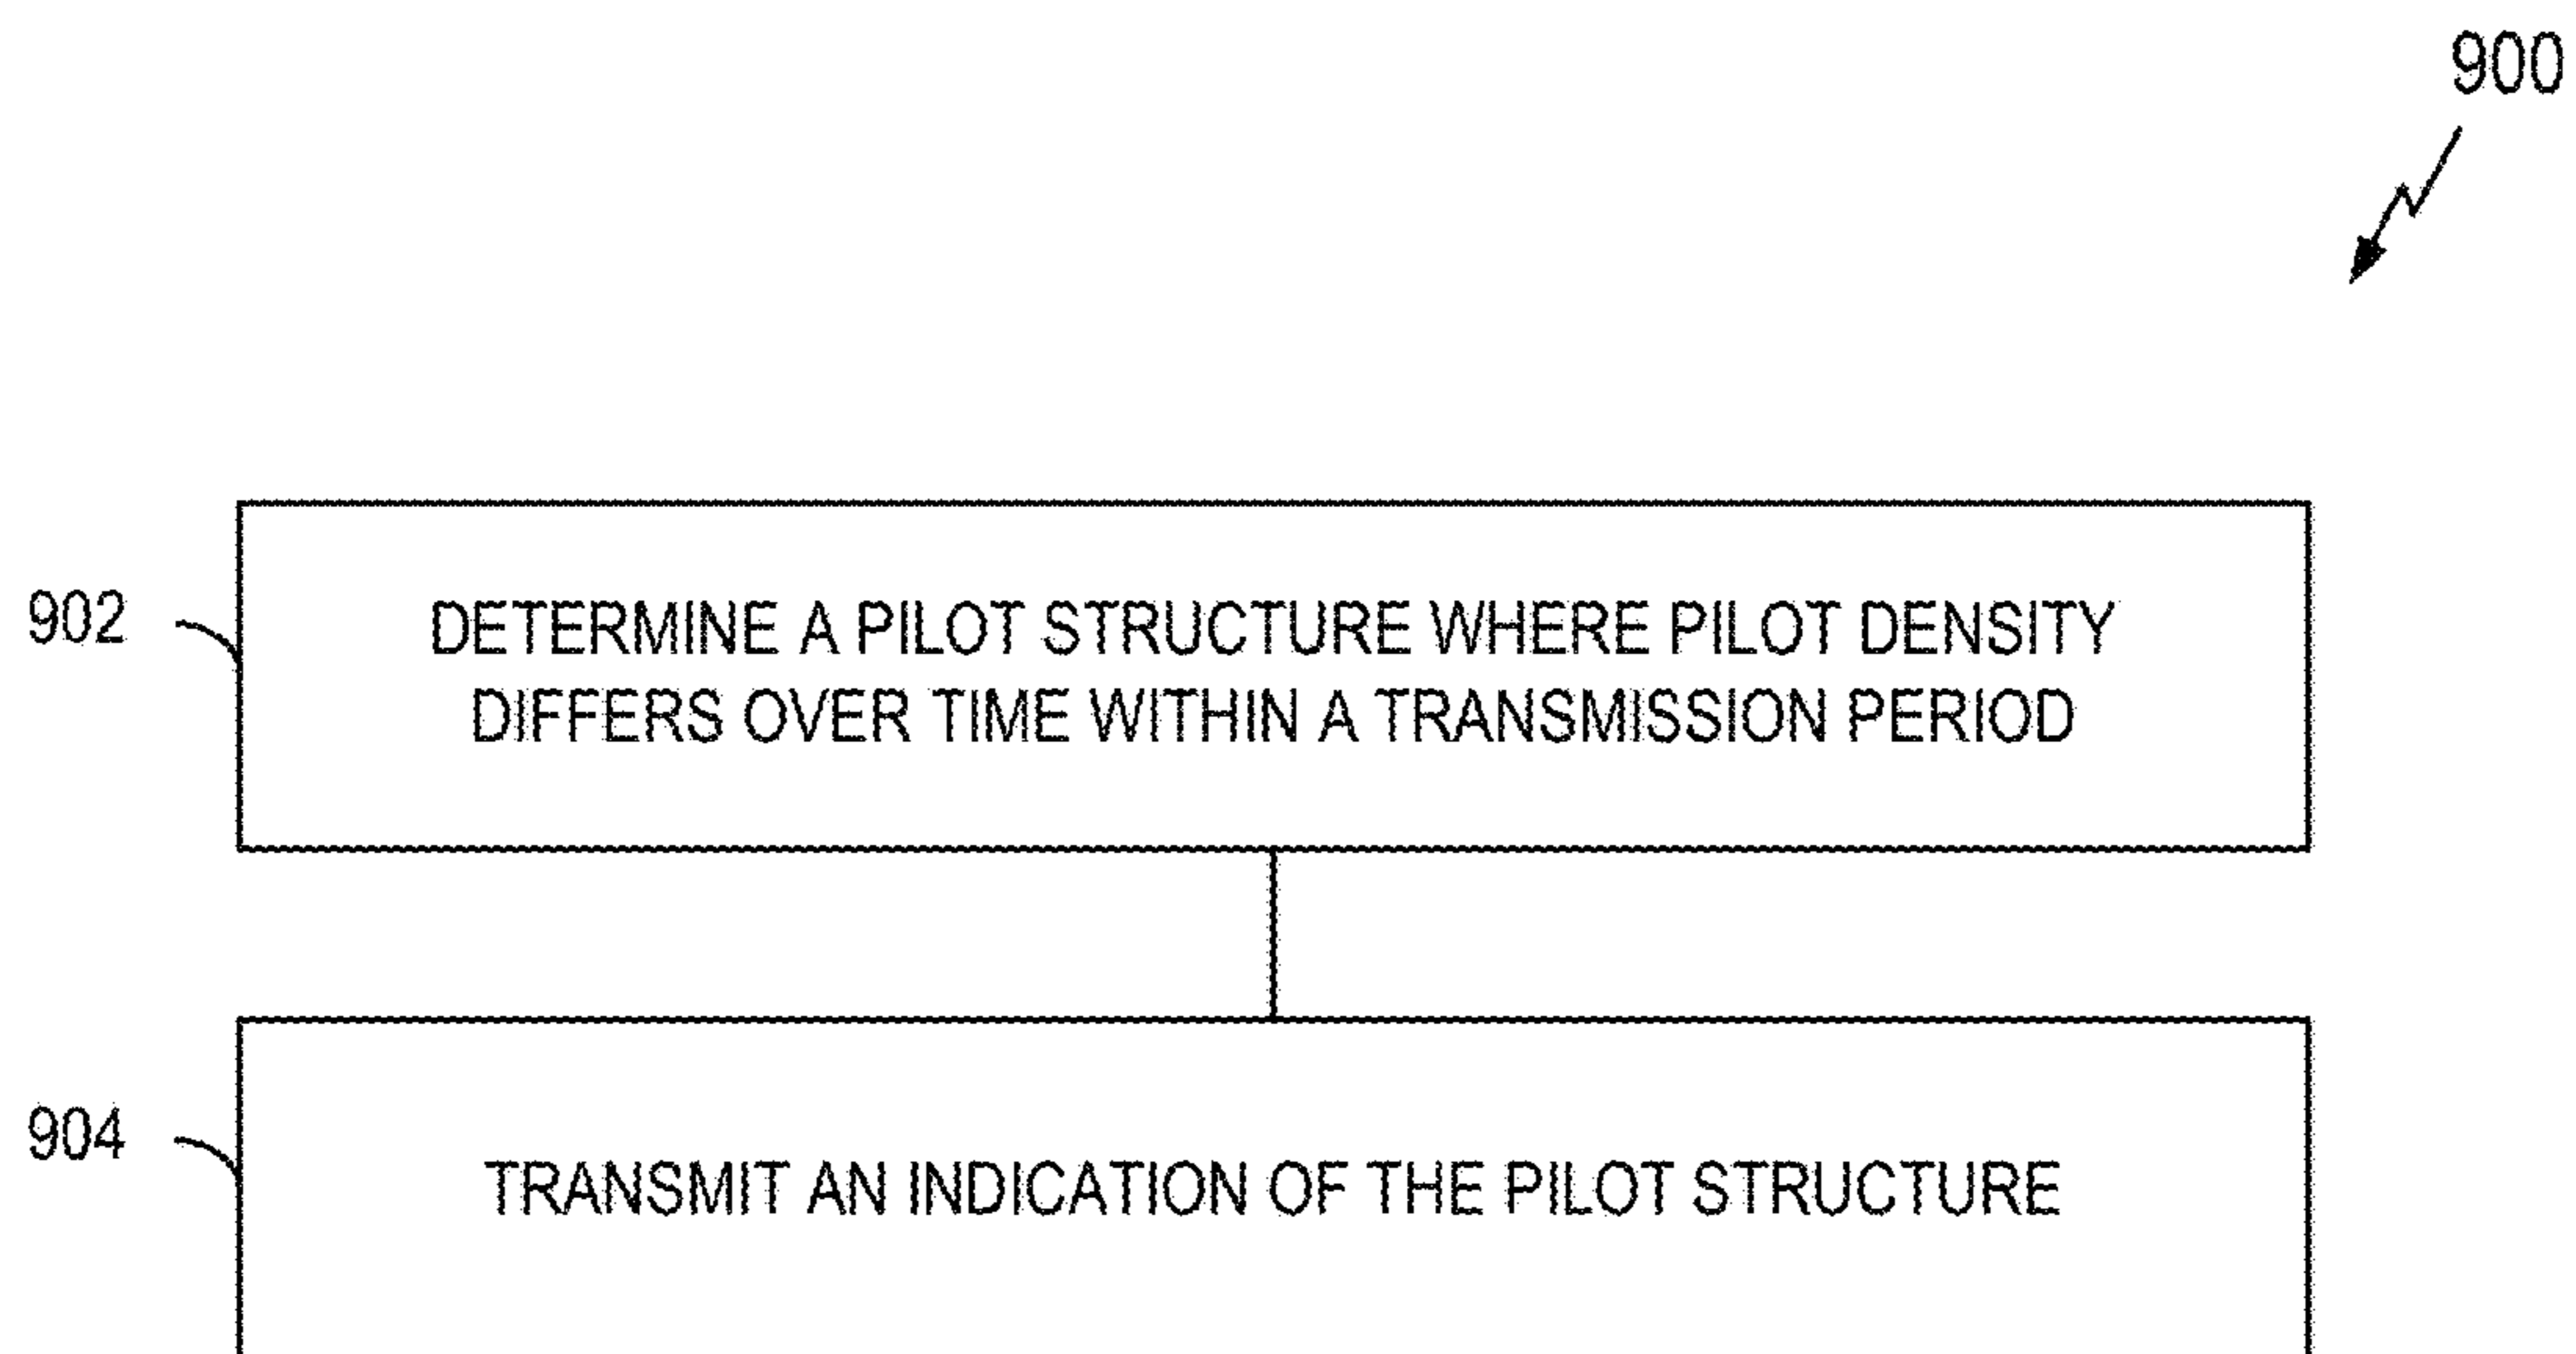 900
902
DETERMINE A PILOT STRUCTURE WHERE PILOT DENSITY
DIFFERS OVER TIME WITHIN A TRANSMISSION PERIOD
904
TRANSMIT AN INDICATION OF THE PILOT STRUCTURE